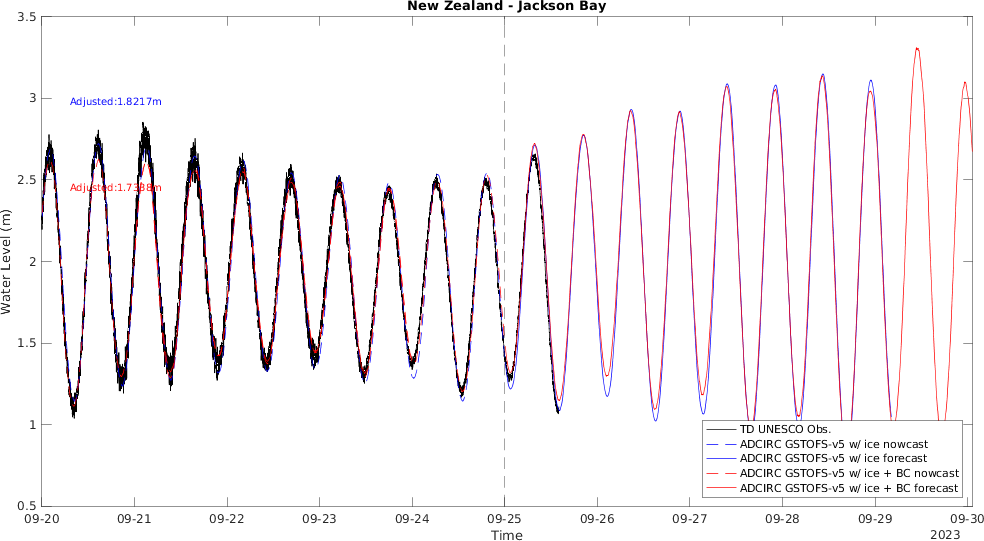 New Zealand - Jackson Bay
3.5
3
2.5
2
1.5
1
0.5
Water Level (m)
Adjusted:1.8217m
Adjusted:1.7338m
TD UNESCO Obs.
ADCIRC GSTOFS-v5 w/ ice nowcast
ADCIRC GSTOFS-v5 w/ ice forecast
ADCIRC GSTOFS-v5 w/ ice + BC nowcast
ADCIRC GSTOFS-v5 w/ ice + BC forecast
09-20 09-21 09-22 09-23 09-24 09-25 09-26 09-27 09-28 09-29 09-30
Time
2023